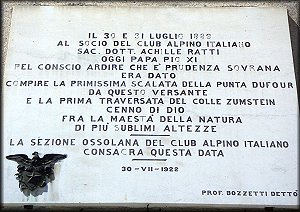 IL 30 E 31 LUGLIO 1889
AL SOCIO DEL CLUB ALPINO ITALIANO
SAC. DOTT. ACHILLE RATTI
OGGI PAPA PIO XI
PEL CONSCIO ARDIRE CHE È PRUDENZA SOVRANA
ERA DATO
COMPIRE LA PRIMISSIMA SCALATA DELLA PUNTA DUFOUR
DA QUESTO VERSANTE
E LA PRIMA TRAVERSATA DEL COLLE ZUMSTEIN
CENNO DI DIO
FRA LA MAESTÀ DELLA NATURA
DI PIÙ SUBLIMI ALTEZZE
LA SEZIONE OSSOLANA DEL CLUB ALPINO ITALIANO
CONSACRA QUESTA DATA
30-VII-1922
PROF. BOZZETTI DETTÒ